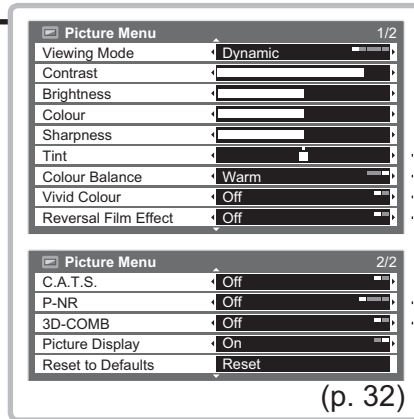 Picture Menu 1/2
Viewing Mode Dynamic
Contrast
Brightness
Colour
Sharpness
Tint
Colour Balance Warm
Vivid Colour Off
Reversal Film Effect Off
Picture Menu 2/2
C.A.T.S. Off
P-NR Off
3D-COMB Off
Picture Display On
Reset to Defaults Reset
(p. 32)